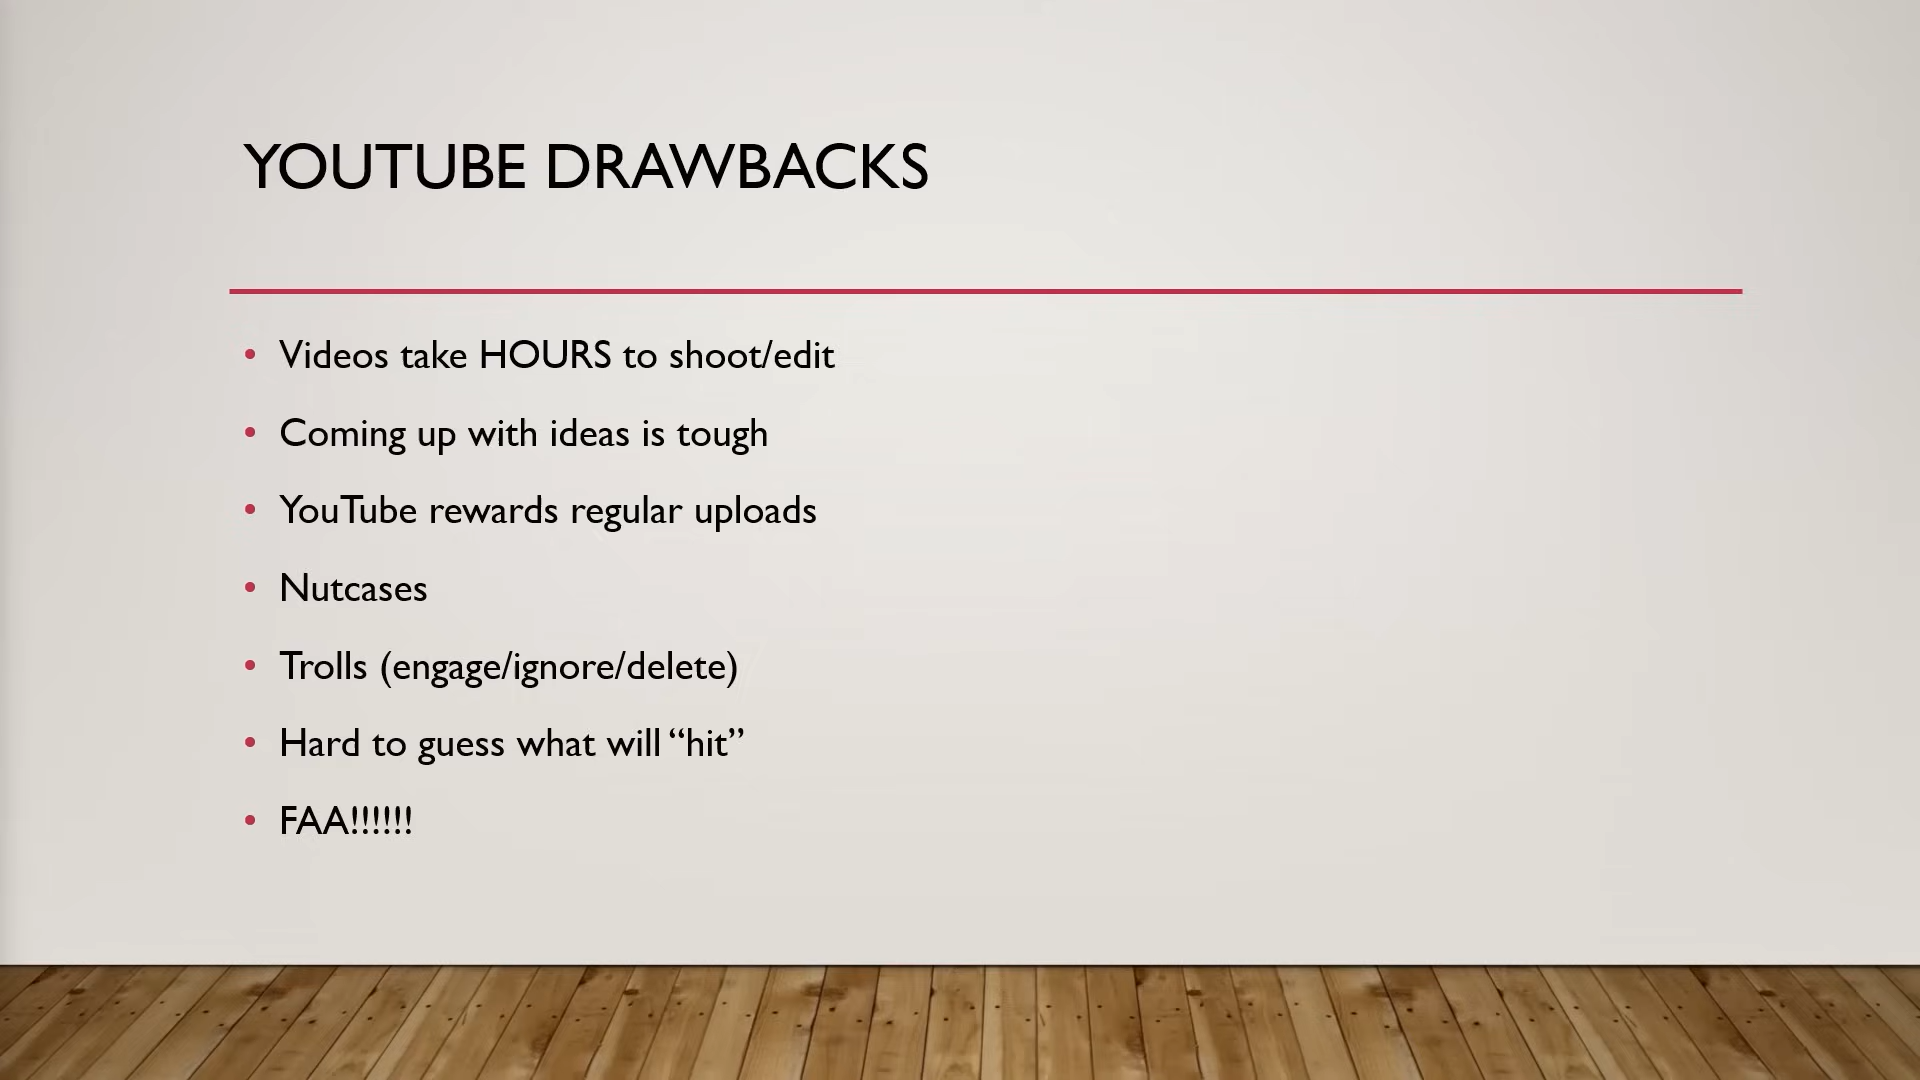 YOUTUBE DRAWBACKS
• Videos take HOURS to shoot/edit
• Coming up with ideas is tough
• YouTube rewards regular uploads
• Nutcases
• Trolls (engage/ignore/delete)
• Hard to guess what will “hit”
• FAA!!!!!!